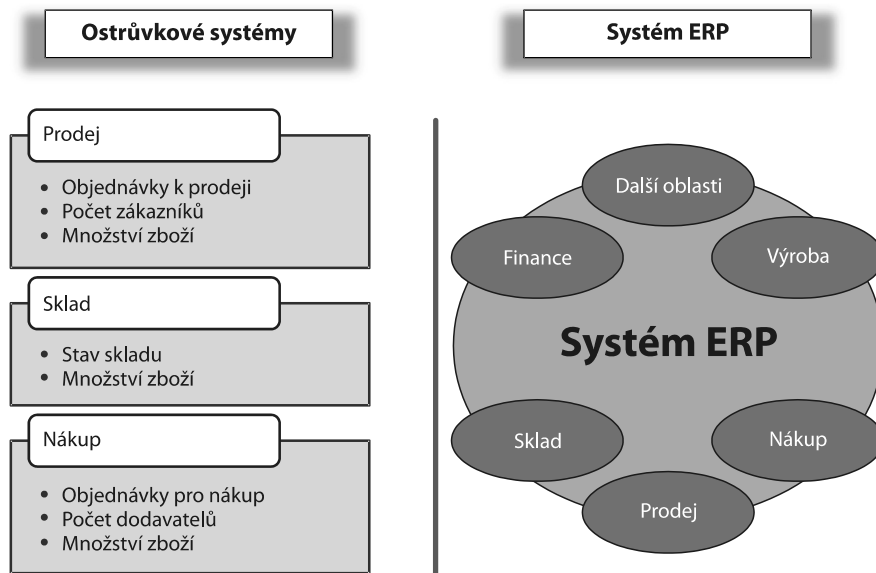 Ostrůvkové systémy
Prodej
• Objednávky k prodeji
• Počet zákazníků
• Množství zboží
Sklad
• Stav skladu
• Množství zboží
Nákup
• Objednávky pro nákup
• Počet dodavatelů
• Množství zboží
Systém ERP
Další oblasti
Finance
Výroba
Systém ERP
Sklad
Nákup
Prodej